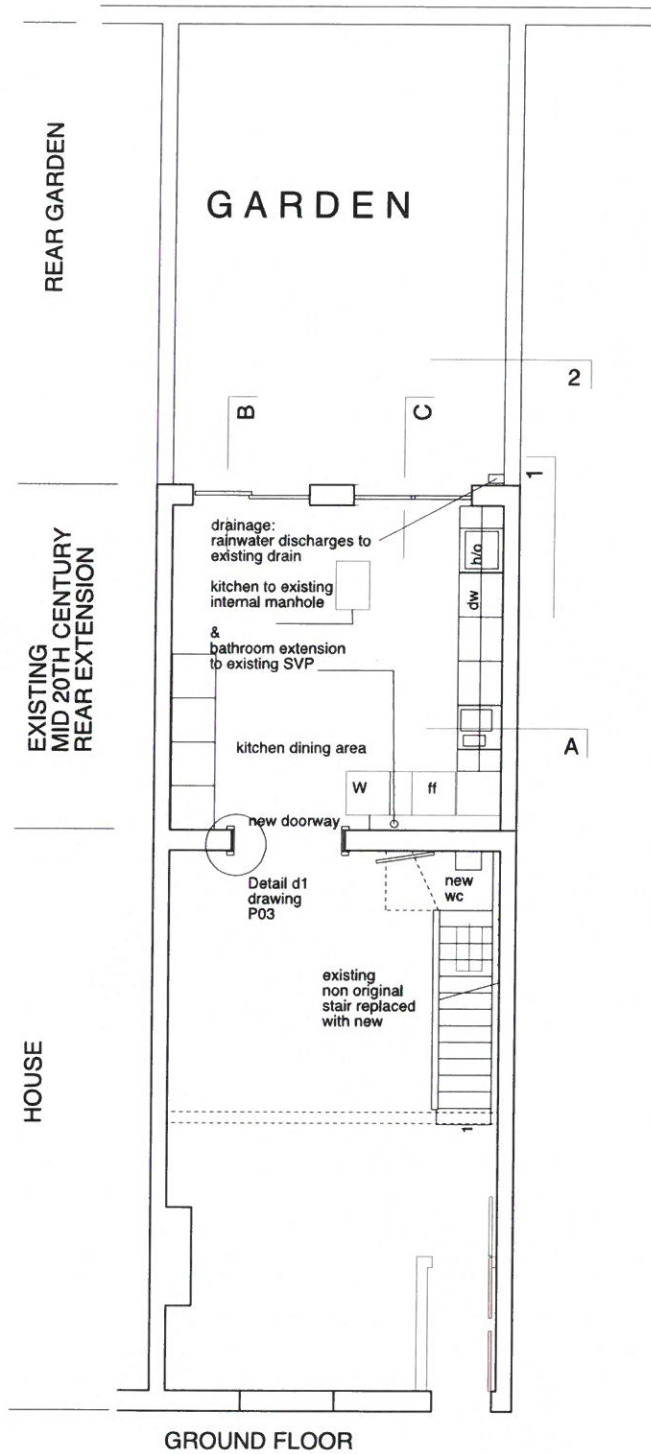 REAR GARDEN
GARDEN
2
B
C
1
EXISTING
MID 20TH CENTURY
REAR EXTENSION
drainage:
rainwater discharges to
existing drain
h/o
kitchen to existing
internal manhole
dw
&
bathroom extension
to existing SVP
kitchen dining area
A
W
ff
new doorway
Detail d1
drawing
P03
new
wc
existing
non original
stair replaced
with new
HOUSE
1
GROUND FLOOR